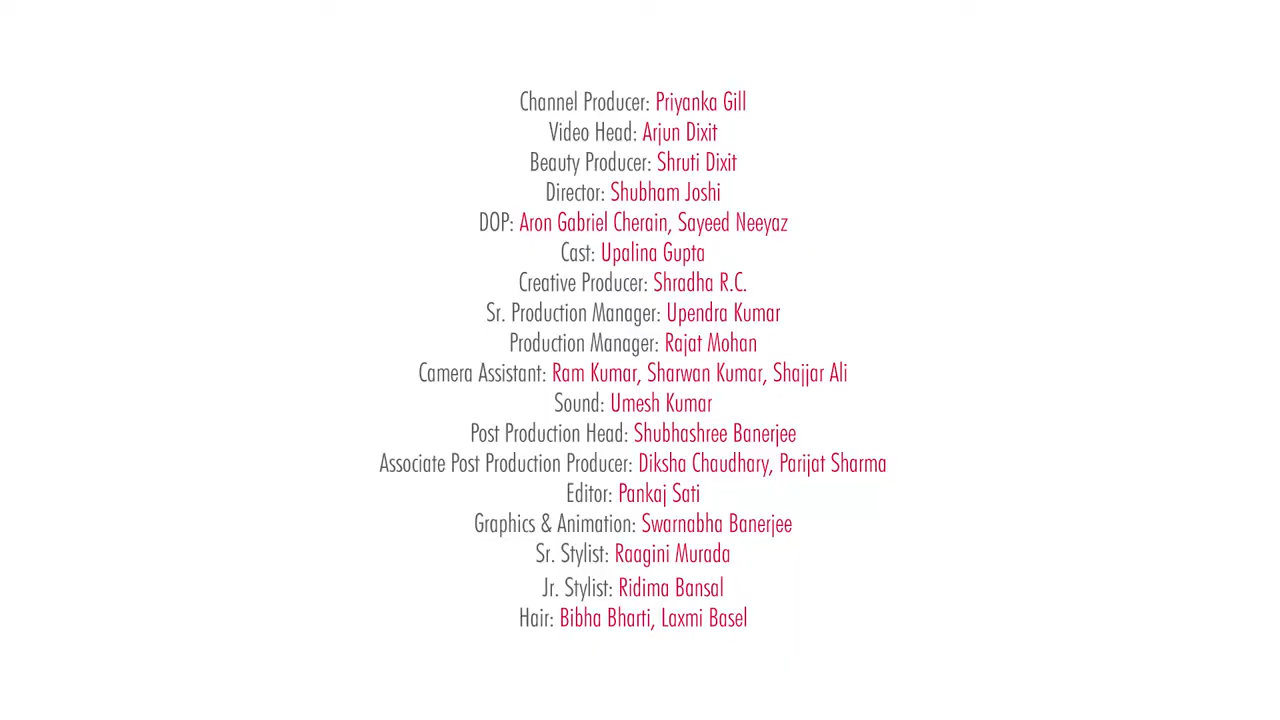 Channel Producer: Priyanka Gill
Video Head: Arjun Dixit
Beauty Producer: Shruti Dixit
Director: Shubham Joshi
DOP: Aron Gabriel Cherain, Sayeed Neeyaz
Cast: Upalina Gupta
Creative Producer: Shradha R.C.
Sr. Production Manager: Upendra Kumar
Production Manager: Rajat Mohan
Camera Assistant: Ram Kumar, Sharwan Kumar, Shajjar Ali
Sound: Umesh Kumar
Post Production Head: Shubhashree Banerjee
Associate Post Production Producer: Diksha Chaudhary, Parijat Sharma
Editor: Pankaj Sati
Graphics & Animation: Swarnabha Banerjee
Sr. Stylist: Raagini Murada
Jr. Stylist: Ridima Bansal
Hair: Bibha Bharti, Laxmi Basel